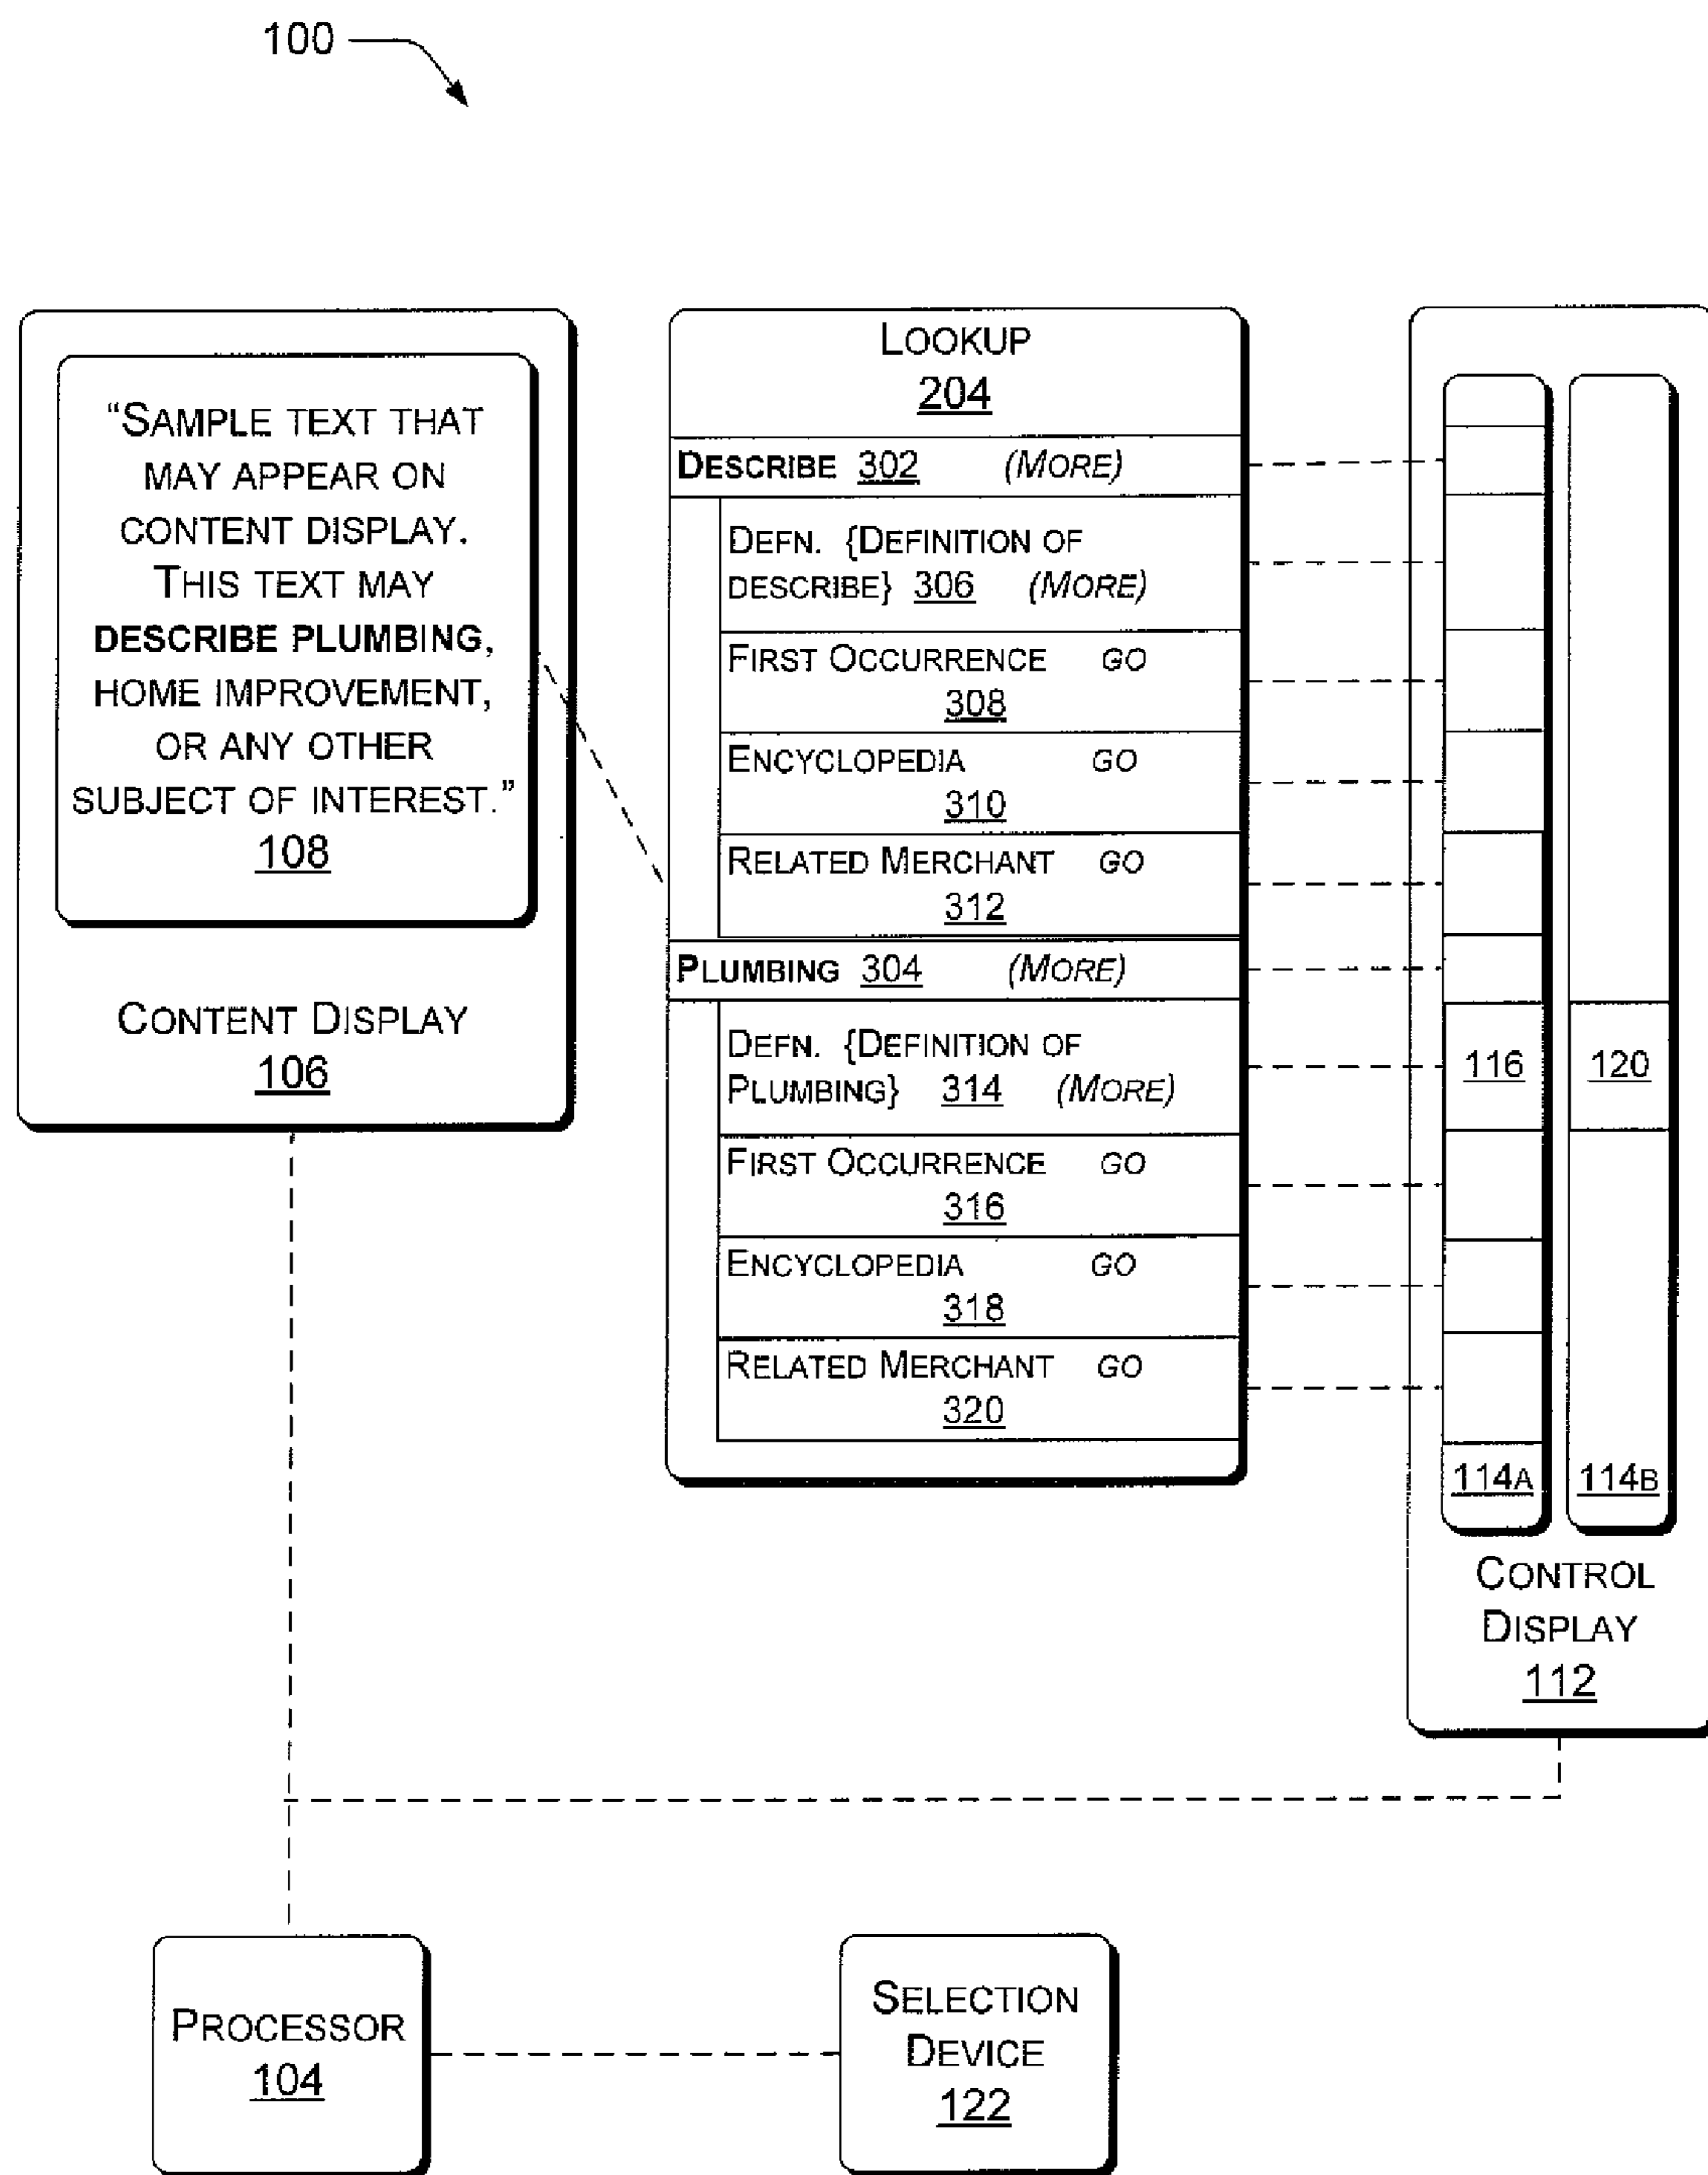 100
“SAMPLE TEXT THAT
MAY APPEAR ON
CONTENT DISPLAY.
THIS TEXT MAY
DESCRIBE PLUMBING,
HOME IMPROVEMENT,
OR ANY OTHER
SUBJECT OF INTEREST.”
108
CONTENT DISPLAY
106
LOOKUP
204
DESCRIBE 302 (MORE)
DEFN. {DEFINITION OF
DESCRIBE} 306 (MORE)
FIRST OCCURRENCE GO
308
ENCYCLOPEDIA GO
310
RELATED MERCHANT GO
312
PLUMBING 304 (MORE)
DEFN. {DEFINITION OF
PLUMBING} 314 (MORE)
FIRST OCCURRENCE GO
316
ENCYCLOPEDIA GO
318
RELATED MERCHANT GO
320
116
120
114A
114B
CONTROL
DISPLAY
112
PROCESSOR
104
SELECTION
DEVICE
122